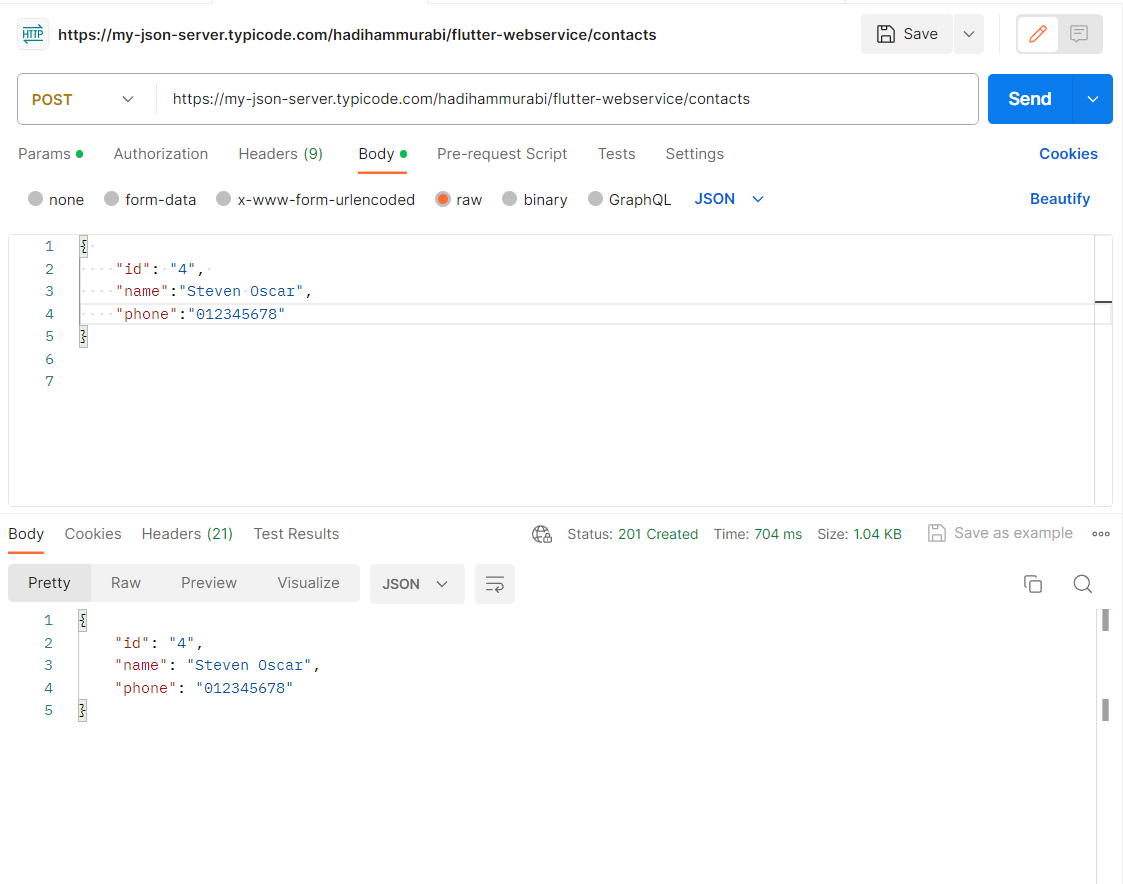 HTTP https://my-json-server.typicode.com/hadihammurabi/flutter-webservice/contacts Save
POST https://my-json-server.typicode.com/hadihammurabi/flutter-webservice/contacts Send
Params Authorization Headers (9) Body Pre-request Script Tests Settings Cookies
none form-data x-www-form-urlencoded raw binary GraphQL JSON Beautify
1 {
2 "id": "4",
3 "name":"Steven Oscar",
4 "phone":"012345678"
5 }
6
7
Body Cookies Headers (21) Test Results Status: 201 Created Time: 704 ms Size: 1.04 KB Save as example
Pretty Raw Preview Visualize JSON
1 {
2 "id": "4",
3 "name": "Steven Oscar",
4 "phone": "012345678"
5 }